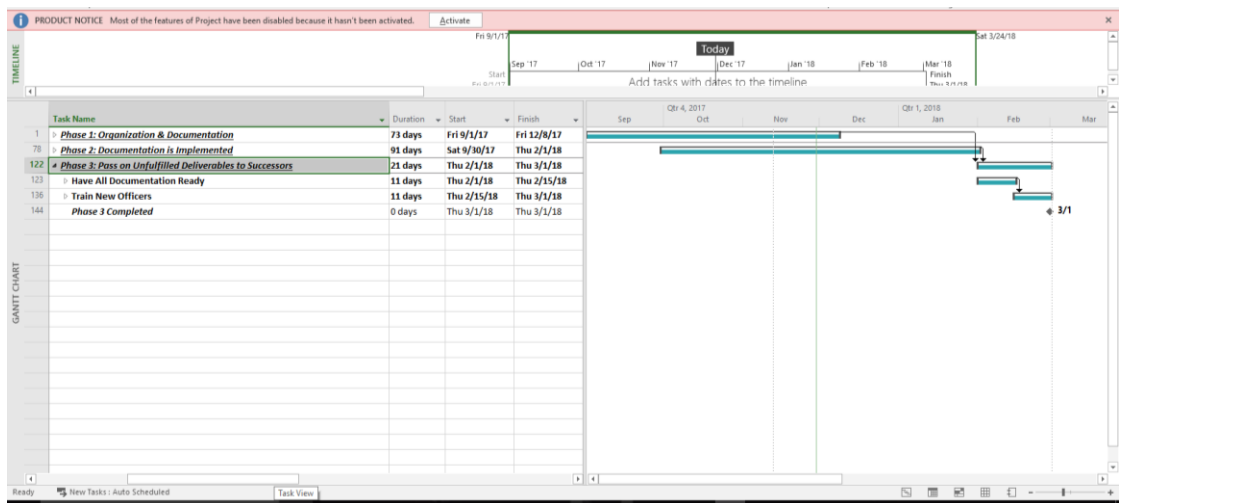 PRODUCT NOTICE Most of the features of Project have been disabled because it hasn't been activated. Activate
TIMELINE
Fri 9/1/17 Sat 3/24/18
Today
Sep '17 Oct '17 Nov '17 Dec '17 Jan '18 Feb '18 Mar '18
Start Finish
Fri 9/1/17 Add tasks with dates to the timeline Thu 3/1/18
Qtr 4, 2017 Qtr 1, 2018
Task Name Duration Start Finish Sep Oct Nov Dec Jan Feb Mar
1 Phase 1: Organization & Documentation 73 days Fri 9/1/17 Fri 12/8/17
78 Phase 2: Documentation is Implemented 91 days Sat 9/30/17 Thu 2/1/18
122 Phase 3: Pass on Unfulfilled Deliverables to Successors 21 days Thu 2/1/18 Thu 3/1/18
123 Have All Documentation Ready 11 days Thu 2/1/18 Thu 2/15/18
136 Train New Officers 11 days Thu 2/15/18 Thu 3/1/18
144 Phase 3 Completed 0 days Thu 3/1/18 Thu 3/1/18 3/1
GANTT CHART
Ready New Tasks : Auto Scheduled Task View